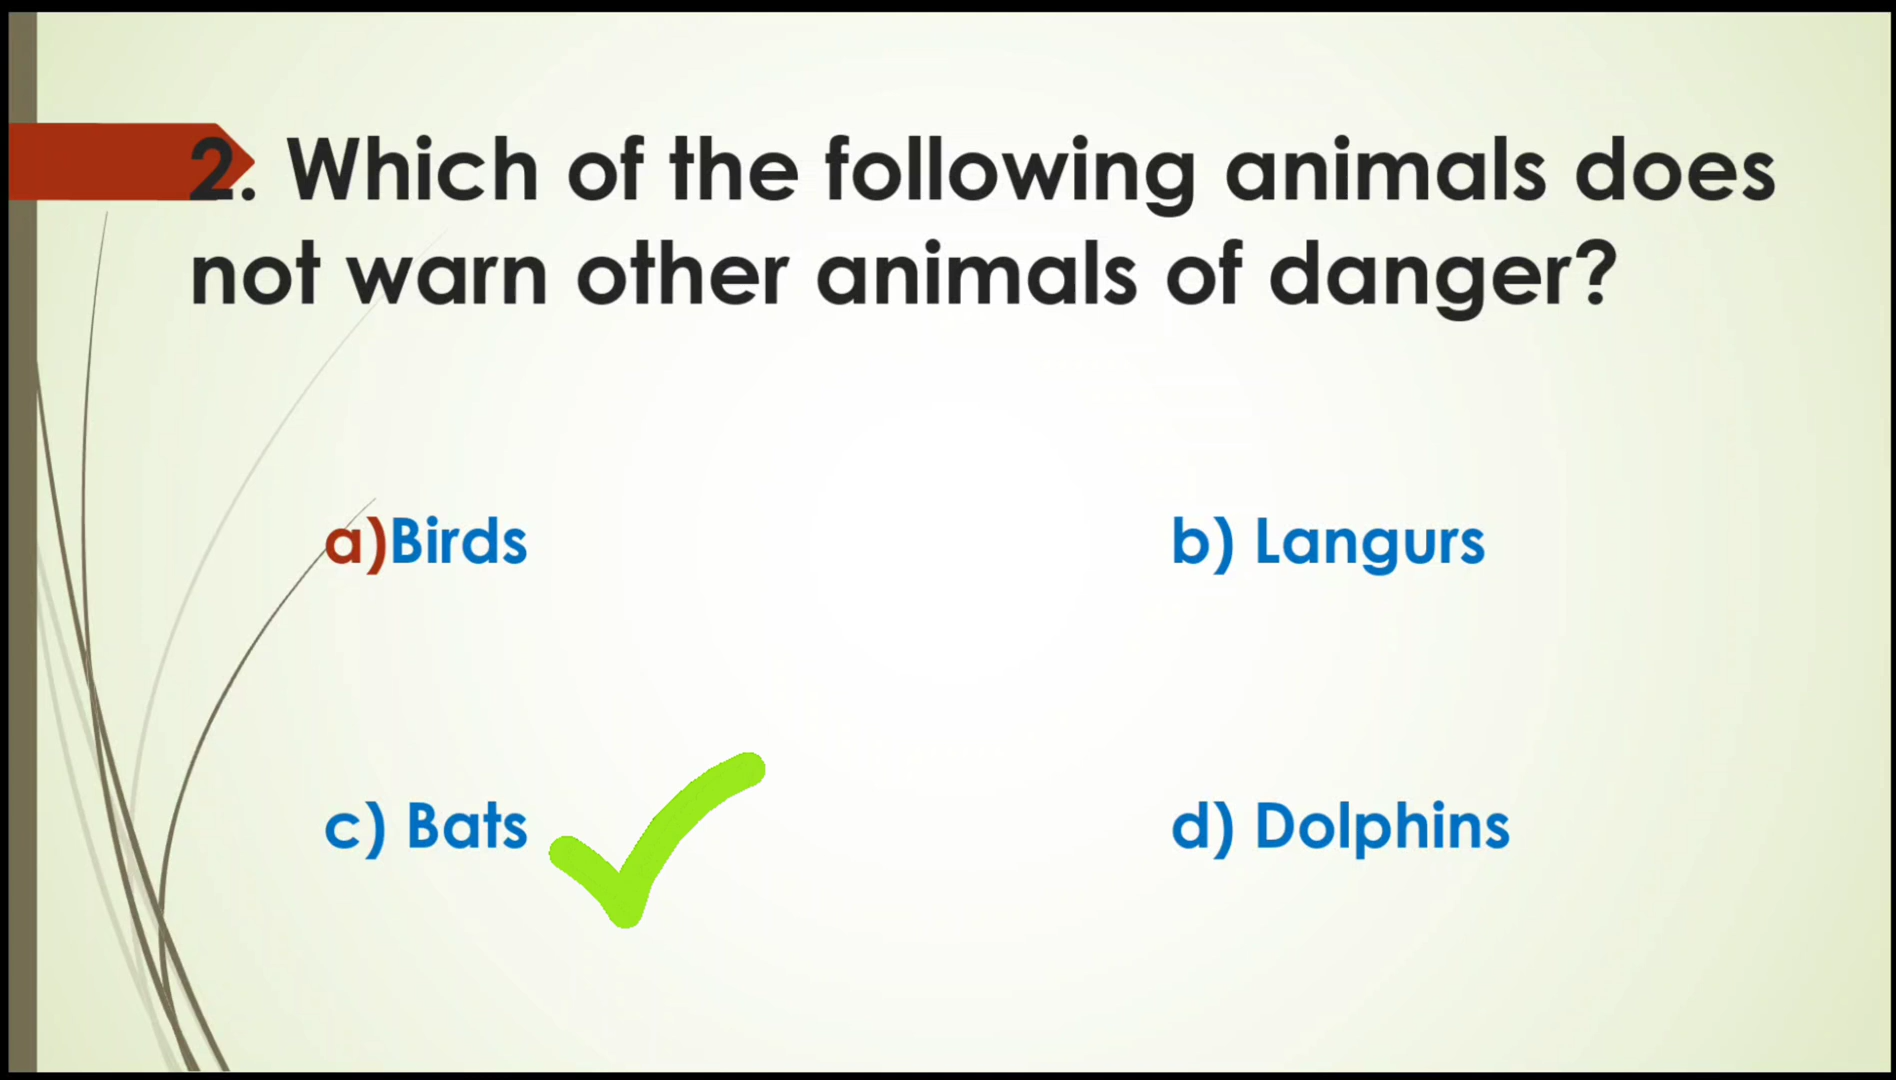 2. Which of the following animals does
not warn other animals of danger?
a)Birds
b) Langurs
c) Bats
d) Dolphins